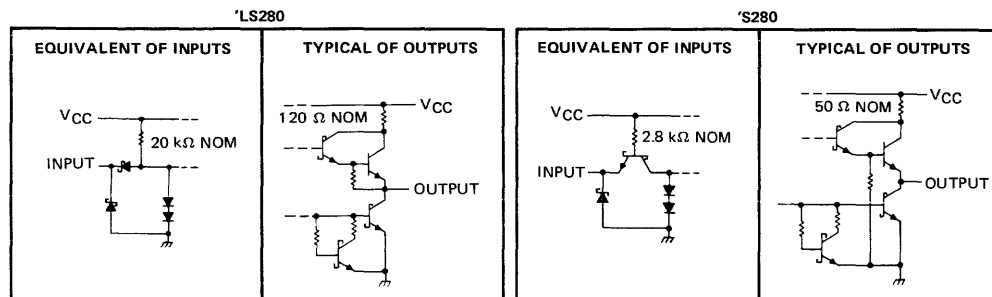 'LS280
EQUIVALENT OF INPUTS
VCC
20 kΩ NOM
INPUT
TYPICAL OF OUTPUTS
VCC
120 Ω NOM
OUTPUT
'S280
EQUIVALENT OF INPUTS
VCC
2.8 kΩ NOM
INPUT
TYPICAL OF OUTPUTS
VCC
50 Ω NOM
OUTPUT